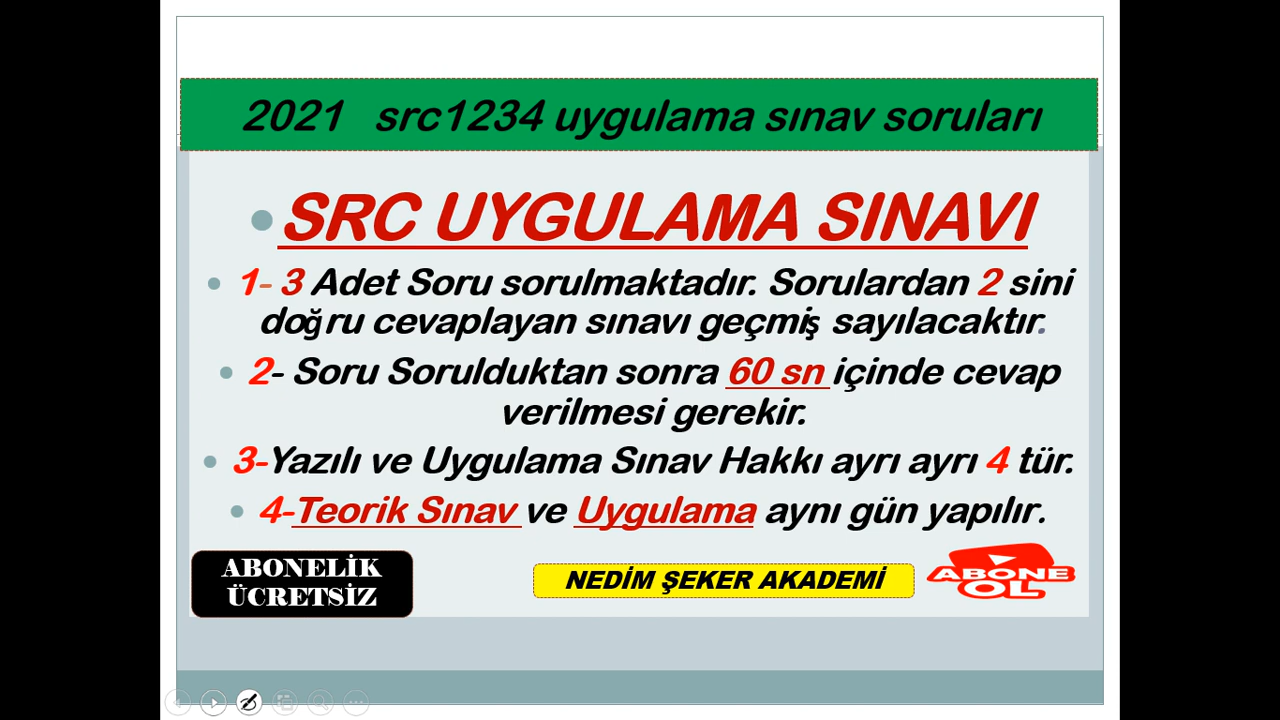 2021 src1234 uygulama sınav soruları
SRC UYGULAMA SINAVI
1- 3 Adet Soru sorulmaktadır. Sorulardan 2 sini
doğru cevaplayan sınavı geçmiş sayılacaktır.
2- Soru Sorulduktan sonra 60 sn içinde cevap
verilmesi gerekir.
3-Yazılı ve Uygulama Sınav Hakkı ayrı ayrı 4 tür.
4-Teorik Sınav ve Uygulama aynı gün yapılır.
ABONELİK
ÜCRETSİZ
NEDİM ŞEKER AKADEMİ
ABONE
OL